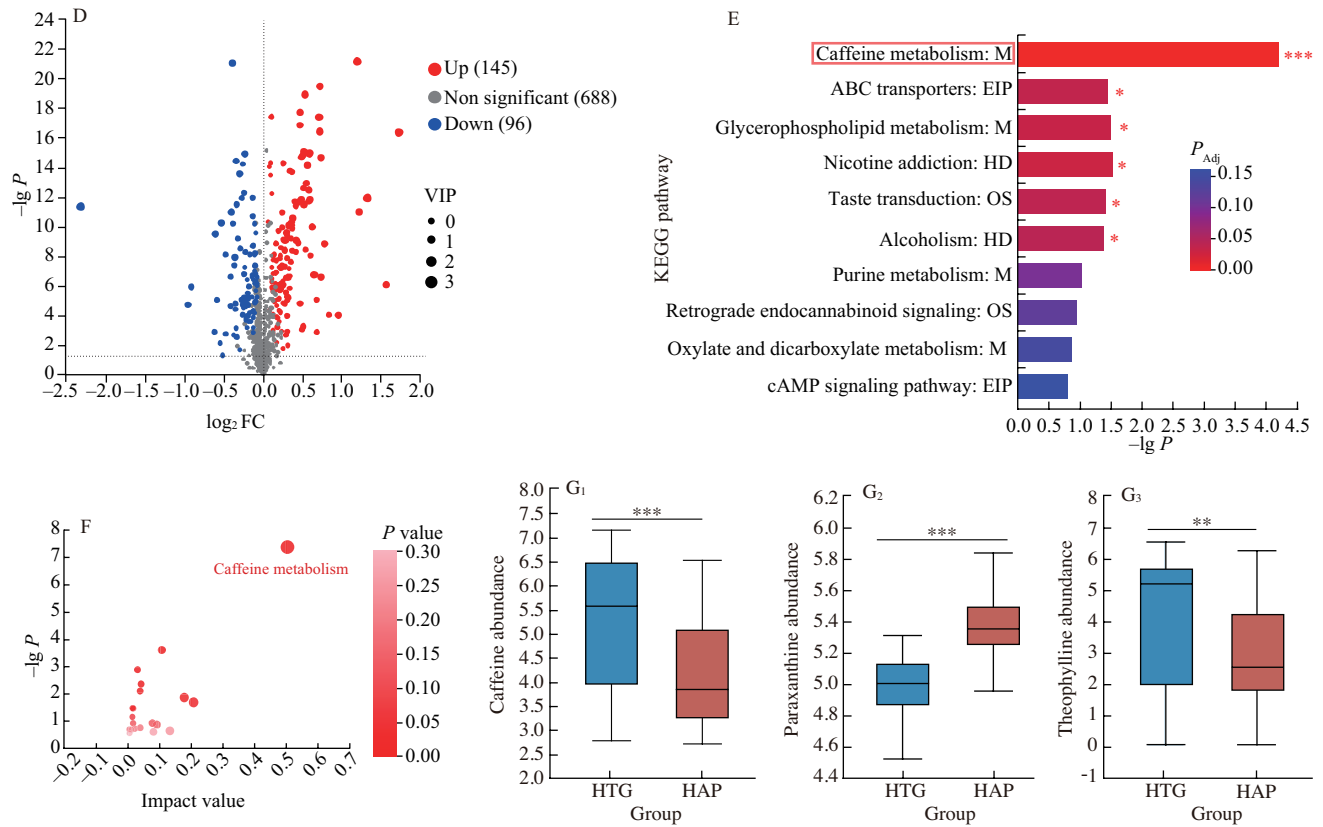 D
24
22
20
18
16
14
12
10
8
6
4
2
0
–lg P
–2.5 –2.0 –1.5 –1.0 –0.5 0.0 0.5 1.0 1.5 2.0
log2 FC
Up (145)
Non significant (688)
Down (96)
VIP
0
1
2
3
E
KEGG pathway
Caffeine metabolism: M ***
ABC transporters: EIP *
Glycerophospholipid metabolism: M *
Nicotine addiction: HD *
Taste transduction: OS *
Alcoholism: HD *
Purine metabolism: M
Retrograde endocannabinoid signaling: OS
Oxylate and dicarboxylate metabolism: M
cAMP signaling pathway: EIP
0.0 0.5 1.0 1.5 2.0 2.5 3.0 3.5 4.0 4.5
–lg P
PAdj
0.15
0.10
0.05
0.00
F
8
7
6
5
4
3
2
1
0
–lg P
Caffeine metabolism
–0.2 –0.1 0.0 0.1 0.2 0.3 0.4 0.5 0.6 0.7
Impact value
P value
0.30
0.25
0.20
0.15
0.10
0.05
0.00
G1
***
8.0
7.5
7.0
6.5
6.0
5.5
5.0
4.5
4.0
3.5
3.0
2.5
2.0
Caffeine abundance
HTG HAP
Group
G2
***
6.2
6.0
5.8
5.6
5.4
5.2
5.0
4.8
4.6
4.4
Paraxanthine abundance
HTG HAP
Group
G3
**
8
7
6
5
4
3
2
1
0
-1
Theophylline abundance
HTG HAP
Group